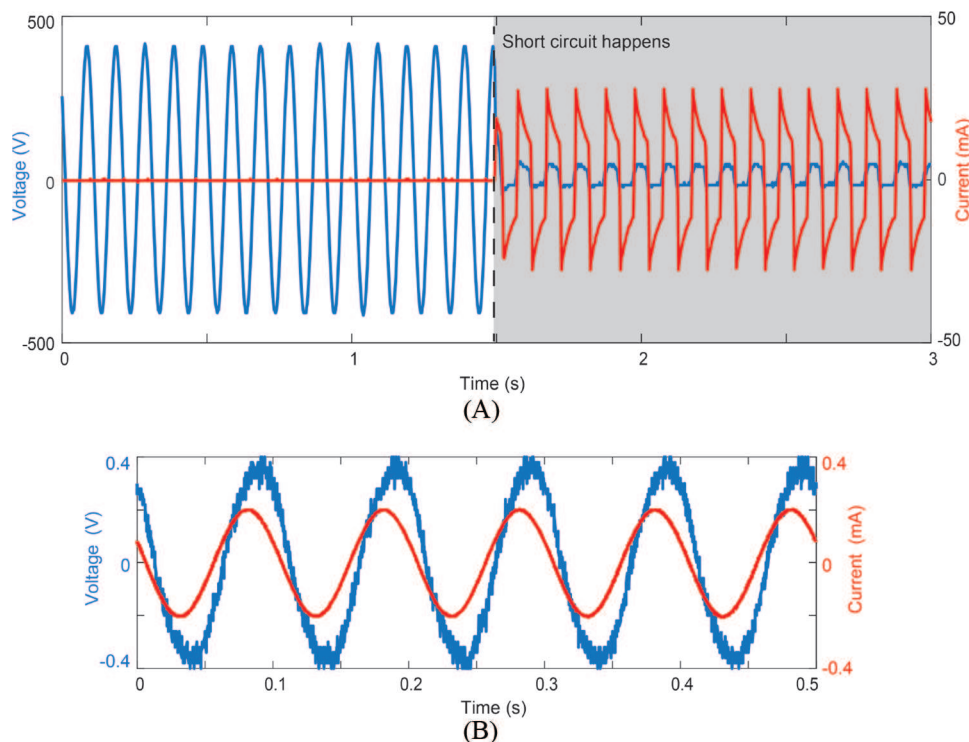 500
50
Short circuit happens
Voltage (V)
0
0
Current (mA)
-500
-50
0
1
2
3
Time (s)
(A)
0.4
0.4
Voltage (V)
0
0
Current (mA)
-0.4
-0.4
0
0.1
0.2
0.3
0.4
0.5
Time (s)
(B)